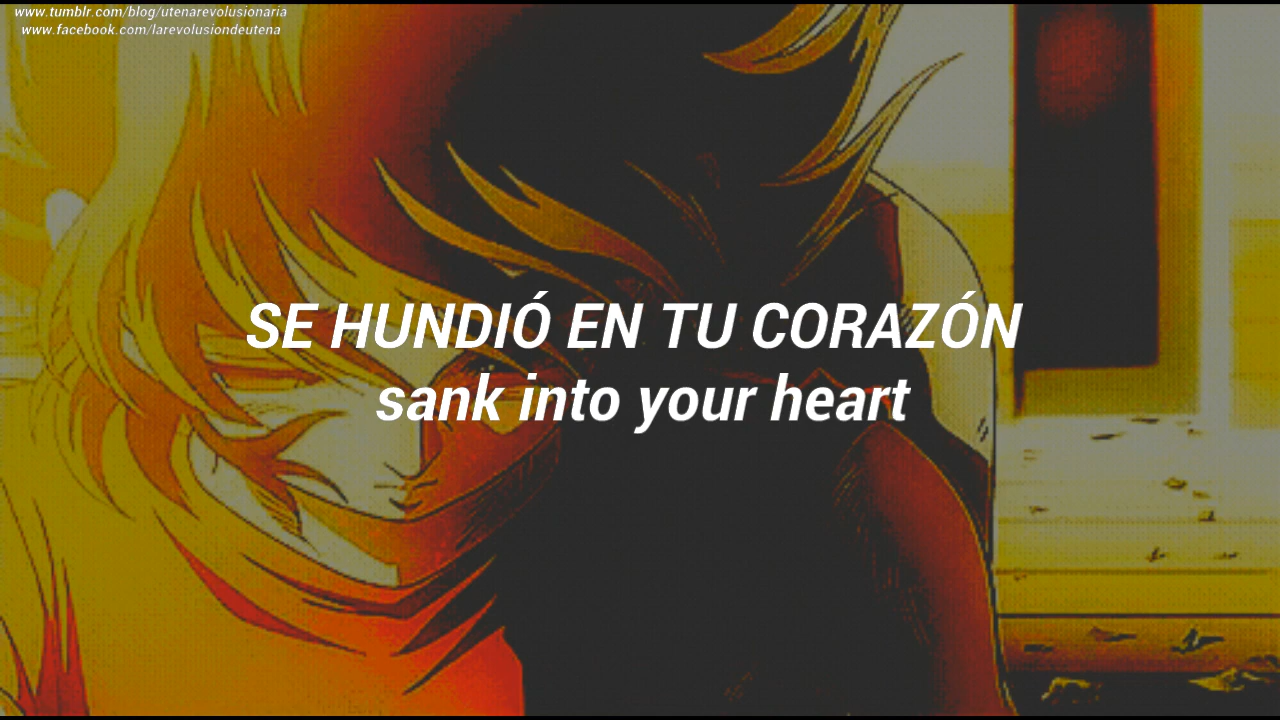 www.tumblr.com/blog/utenarevolusionaria
www.facebook.com/larevolusiondeutena
SE HUNDIÓ EN TU CORAZÓN
sank into your heart